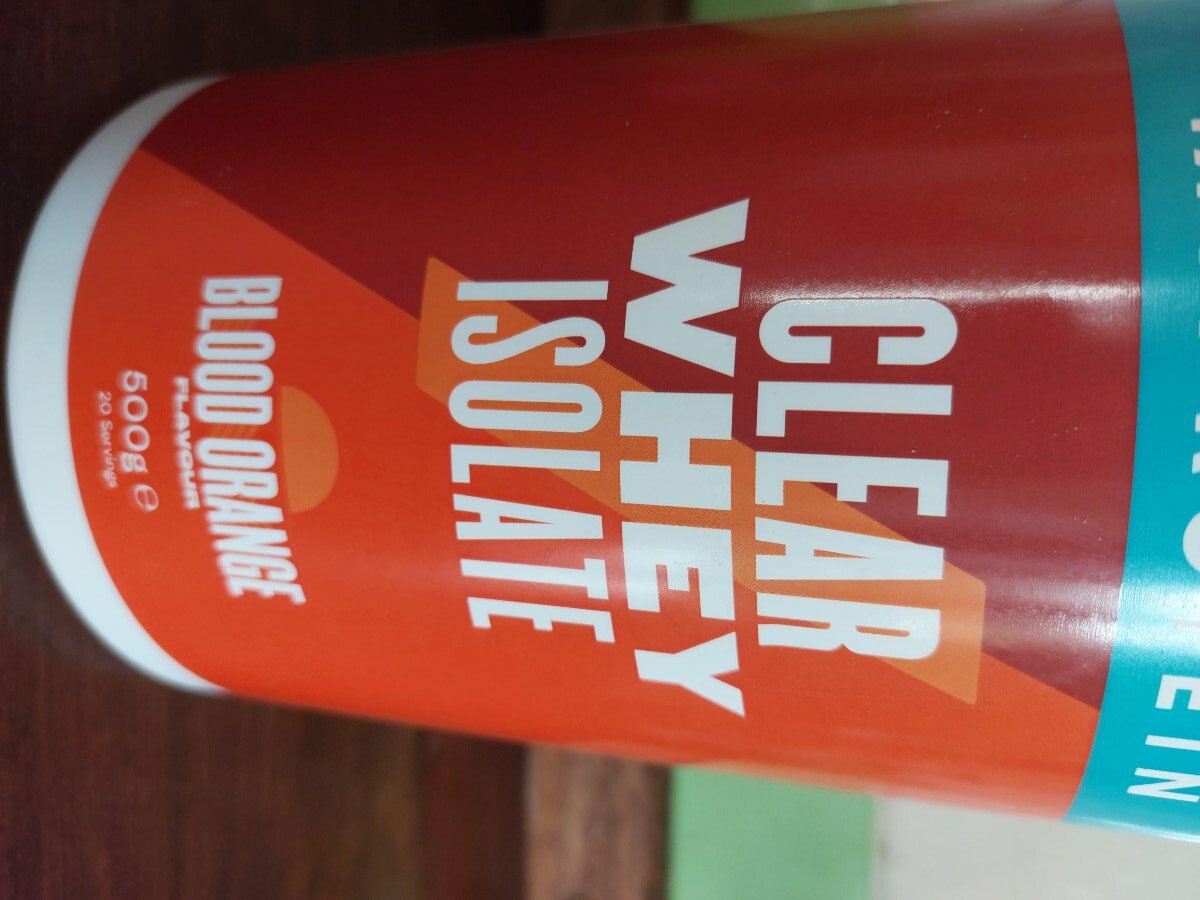 CLEAR
WHEY
ISOLATE
BLOOD ORANGE
FLAVOUR
500g ℮
20 Servings